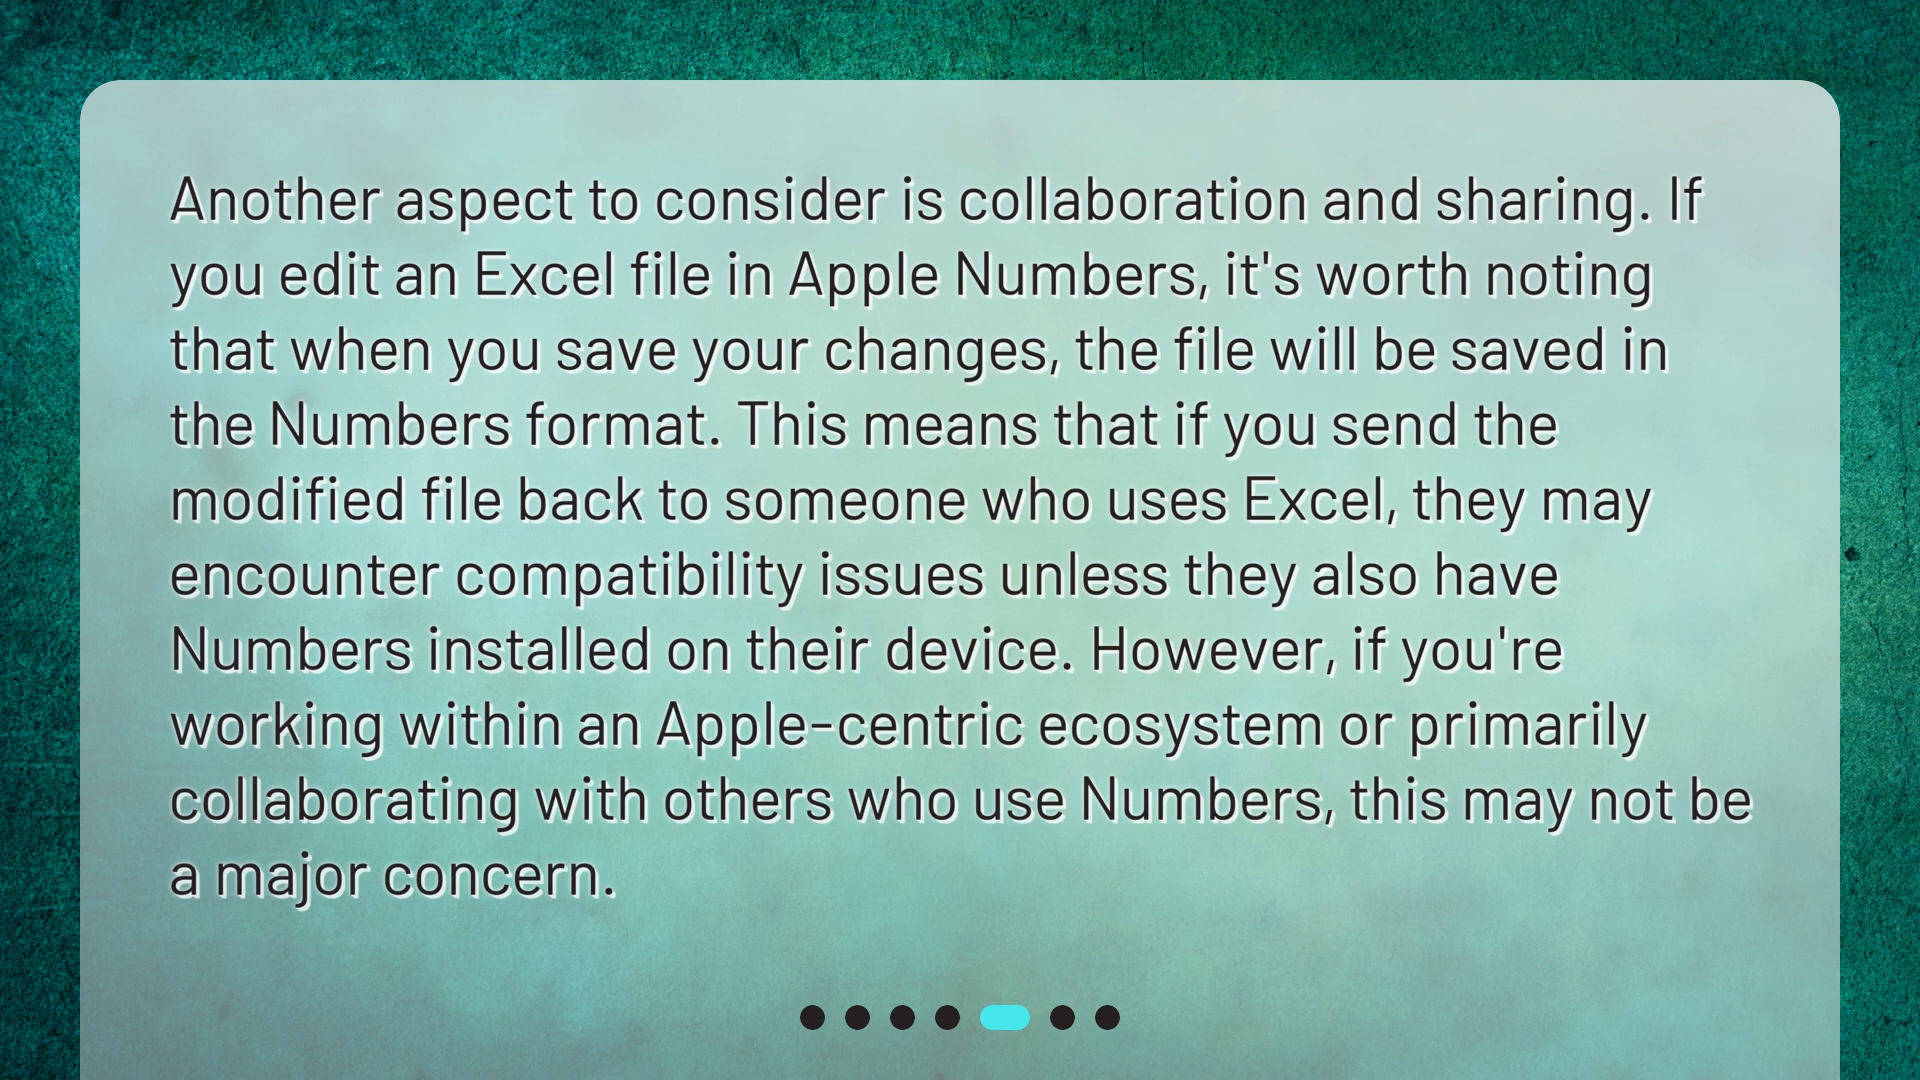 Another aspect to consider is collaboration and sharing. If
you edit an Excel file in Apple Numbers, it's worth noting
that when you save your changes, the file will be saved in
the Numbers format. This means that if you send the
modified file back to someone who uses Excel, they may
encounter compatibility issues unless they also have
Numbers installed on their device. However, if you're
working within an Apple-centric ecosystem or primarily
collaborating with others who use Numbers, this may not be
a major concern.